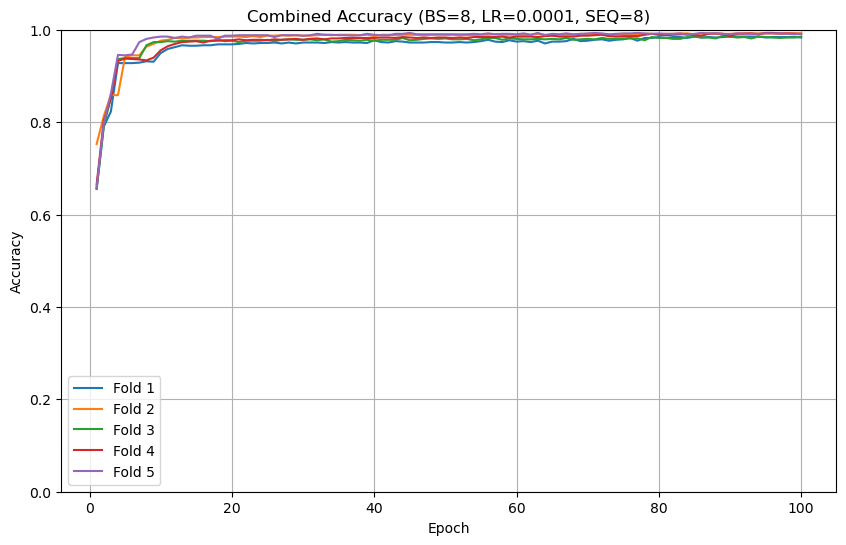 Combined Accuracy (BS=8, LR=0.0001, SEQ=8)
1.0
0.8
0.6
0.4
0.2
0.0
Accuracy
Fold 1
Fold 2
Fold 3
Fold 4
Fold 5
0 20 40 60 80 100
Epoch